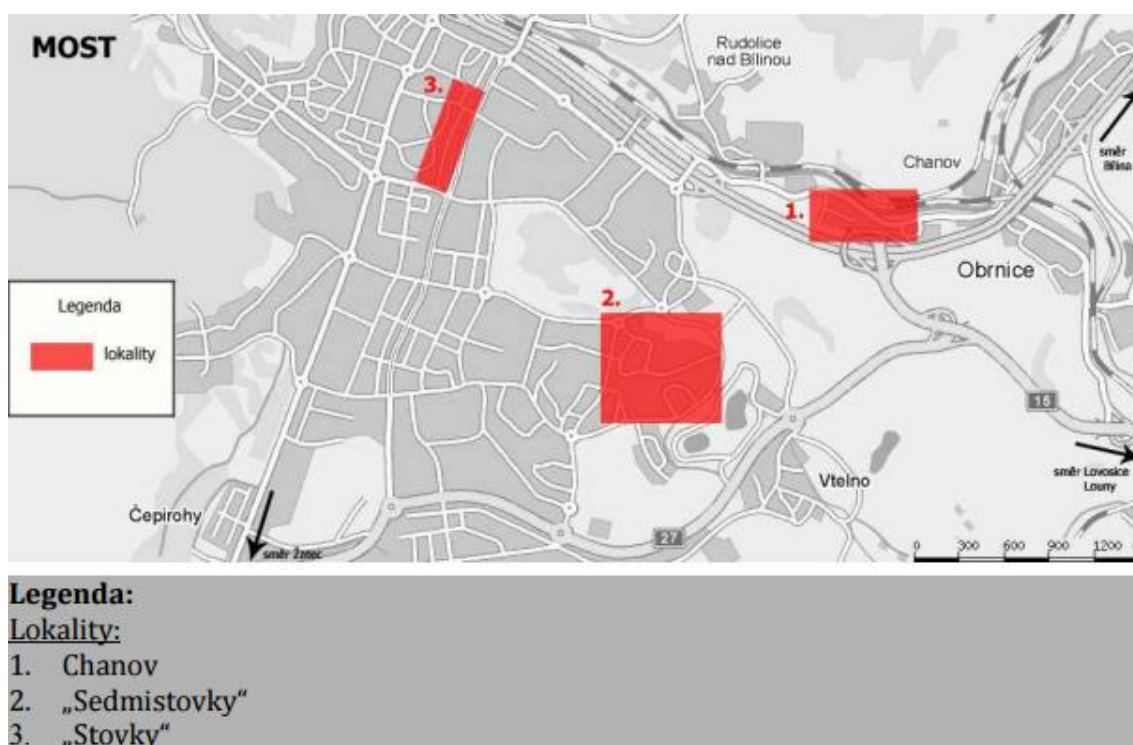 MOST
Rudolice
nad Bílinou
3.
směr
Bílina
Chanov
1.
Obrnice
2.
Legenda
lokality
15
směr Lovosice
Louny
Vtelno
Čepirohy
27
směr Žatec
0 300 600 900 1200
Legenda:
Lokality:
1. Chanov
2. „Sedmistovky“
3. „Stovky“